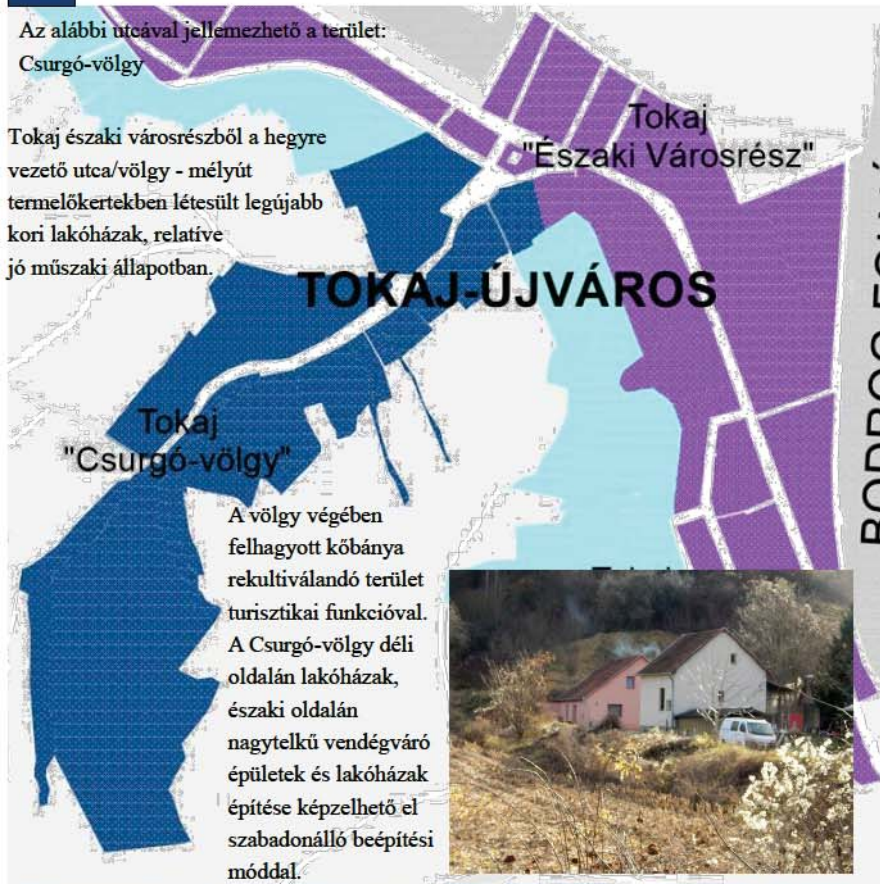 Az alábbi utcával jellemezhető a terület:
Csurgó-völgy
Tokaj északi városrészből a hegyre
vezető utca/völgy - mélyút
termelőkertekben létesült legújabb
kori lakóházak, relatíve
jó műszaki állapotban.
Tokaj
"Északi Városrész"
TOKAJ-ÚJVÁROS
Tokaj
"Csurgó-völgy"
A völgy végében
felhagyott kőbánya
rekultiválandó terület
turisztikai funkcióval.
A Csurgó-völgy déli
oldalán lakóházak,
északi oldalán
nagytelkű vendégváró
épületek és lakóházak
építése képzelhető el
szabadonálló beépítési
móddal.
BODROG